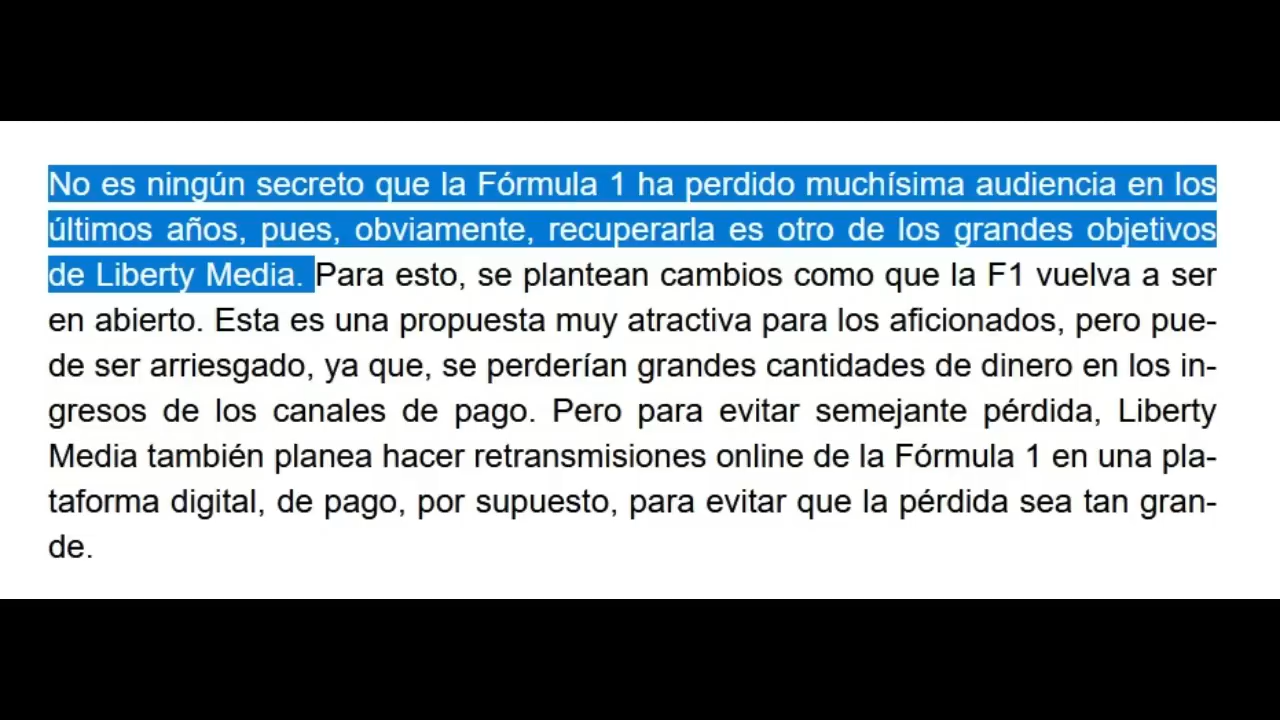 No es ningún secreto que la Fórmula 1 ha perdido muchísima audiencia en los
últimos años, pues, obviamente, recuperarla es otro de los grandes objetivos
de Liberty Media. Para esto, se plantean cambios como que la F1 vuelva a ser
en abierto. Esta es una propuesta muy atractiva para los aficionados, pero pue-
de ser arriesgado, ya que, se perderían grandes cantidades de dinero en los in-
gresos de los canales de pago. Pero para evitar semejante pérdida, Liberty
Media también planea hacer retransmisiones online de la Fórmula 1 en una pla-
taforma digital, de pago, por supuesto, para evitar que la pérdida sea tan gran-
de.